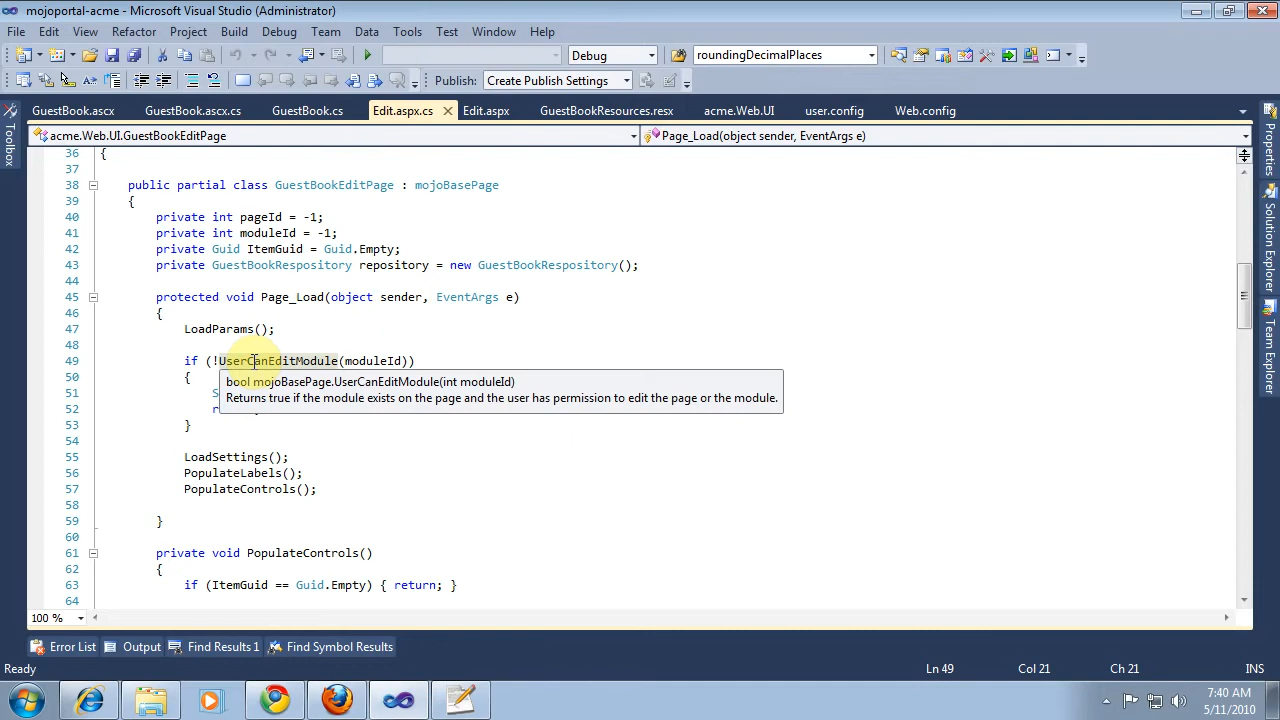 mojoportal-acme - Microsoft Visual Studio (Administrator)
File Edit View Refactor Project Build Debug Team Data Tools Test Window Help
Debug roundingDecimalPlaces
Publish: Create Publish Settings
GuestBook.ascx GuestBook.ascx.cs GuestBook.cs Edit.aspx.cs Edit.aspx GuestBookResources.resx acme.Web.UI user.config Web.config
acme.Web.UI.GuestBookEditPage Page_Load(object sender, EventArgs e)
Toolbox
Properties
Solution Explorer
Team Explorer
36 {
37
38 public partial class GuestBookEditPage : mojoBasePage
39 {
40 private int pageId = -1;
41 private int moduleId = -1;
42 private Guid ItemGuid = Guid.Empty;
43 private GuestBookRespository repository = new GuestBookRespository();
44
45 protected void Page_Load(object sender, EventArgs e)
46 {
47 LoadParams();
48
49 if (!UserCanEditModule(moduleId))
50 {
bool mojoBasePage.UserCanEditModule(int moduleId)
51 S
Returns true if the module exists on the page and the user has permission to edit the page or the module.
52
53 }
54
55 LoadSettings();
56 PopulateLabels();
57 PopulateControls();
58
59 }
60
61 private void PopulateControls()
62 {
63 if (ItemGuid == Guid.Empty) { return; }
64
100 %
Error List Output Find Results 1 Find Symbol Results
Ready Ln 49 Col 21 Ch 21 INS
7:40 AM
5/11/2010